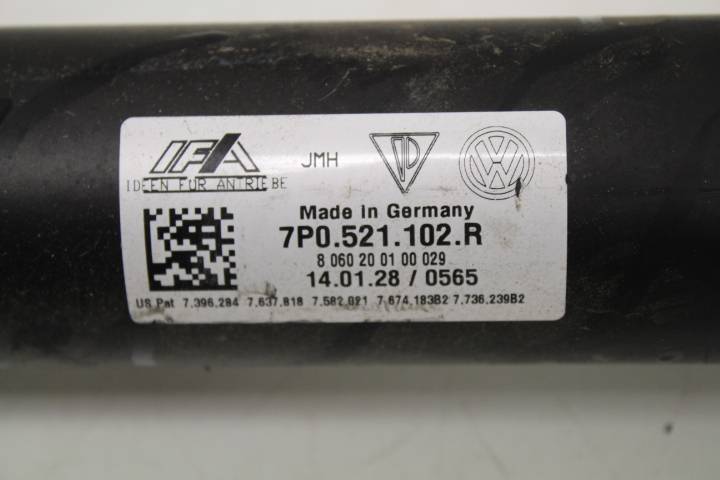 IFA
IDEEN FÜR ANTRIEBE
JMH
VW
Made in Germany
7P0.521.102.R
8 060 20 01 00 029
14.01.28 / 0565
US Pat 7.396.284 7.637.818 7.582.021 7.674.183B2 7.736.239B2